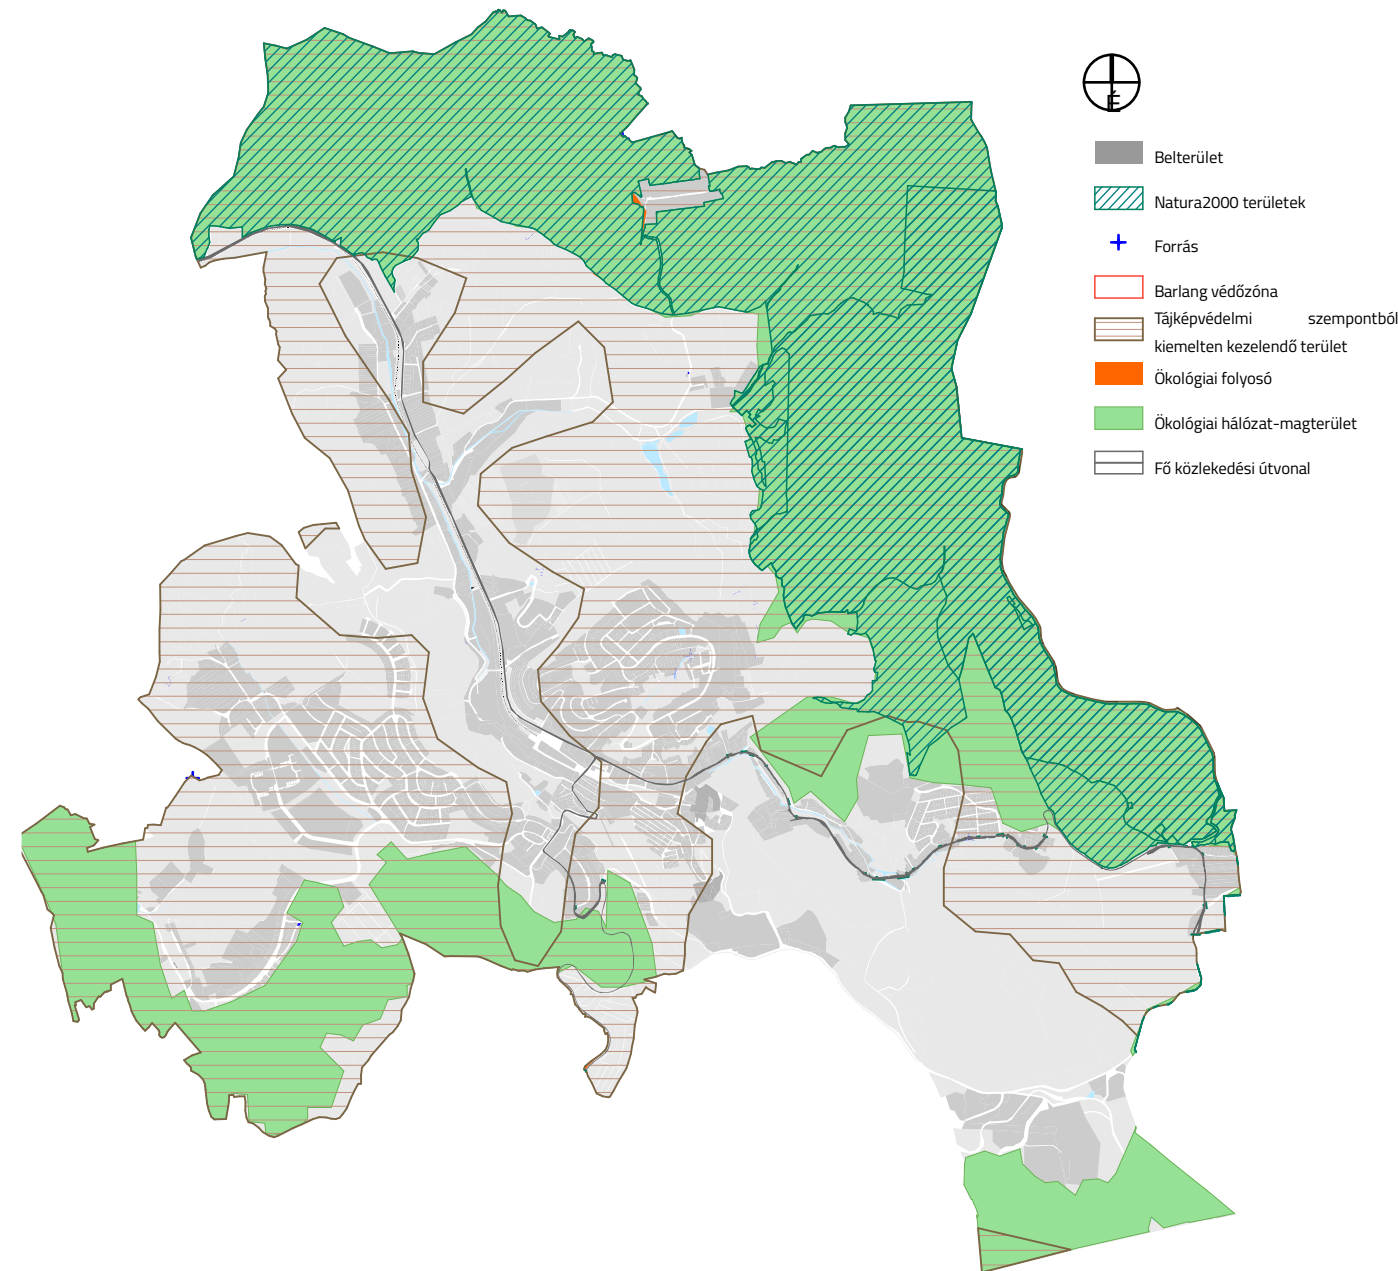 É
Belterület
Natura2000 területek
Forrás
Barlang védőzóna
Tájképvédelmi szempontból
kiemelten kezelendő terület
Ökológiai folyosó
Ökológiai hálózat-magterület
Fő közlekedési útvonal